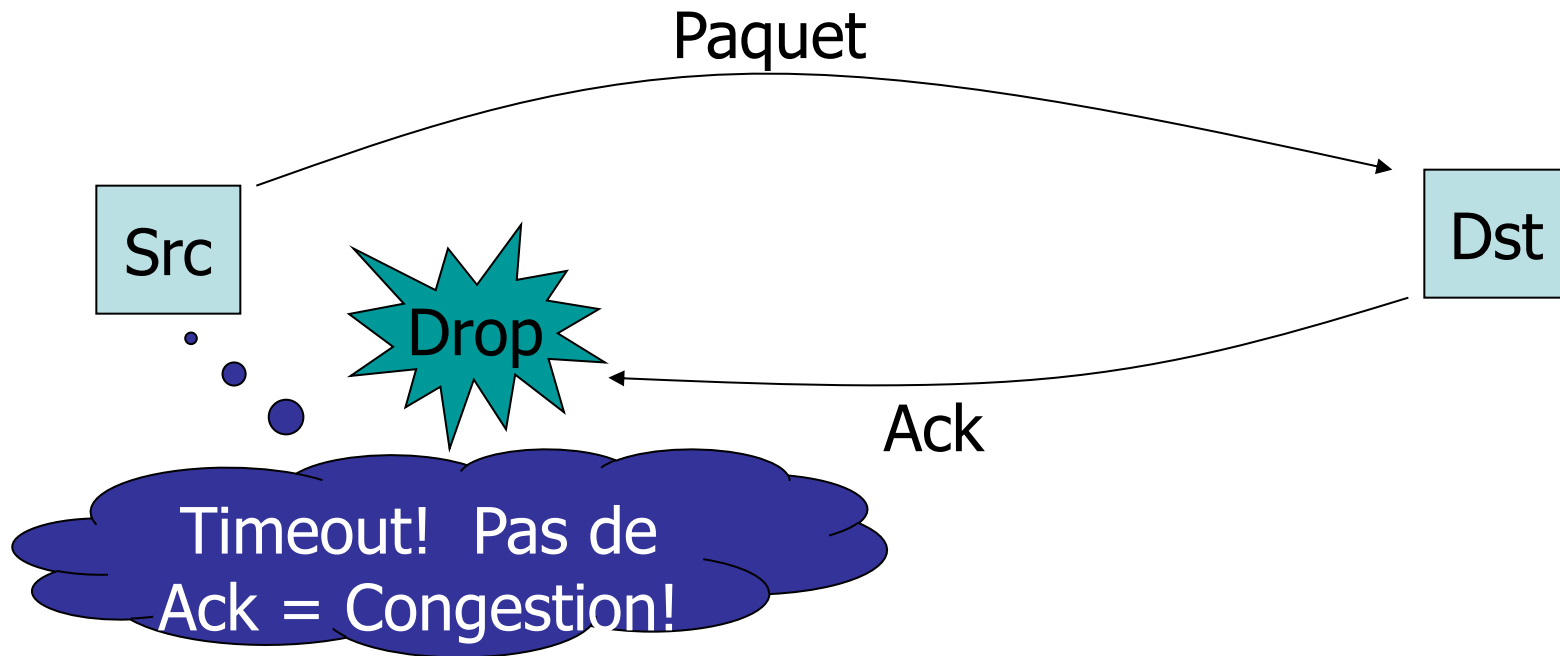 Paquet
Src
Dst
Drop
Ack
Timeout! Pas de
Ack = Congestion!